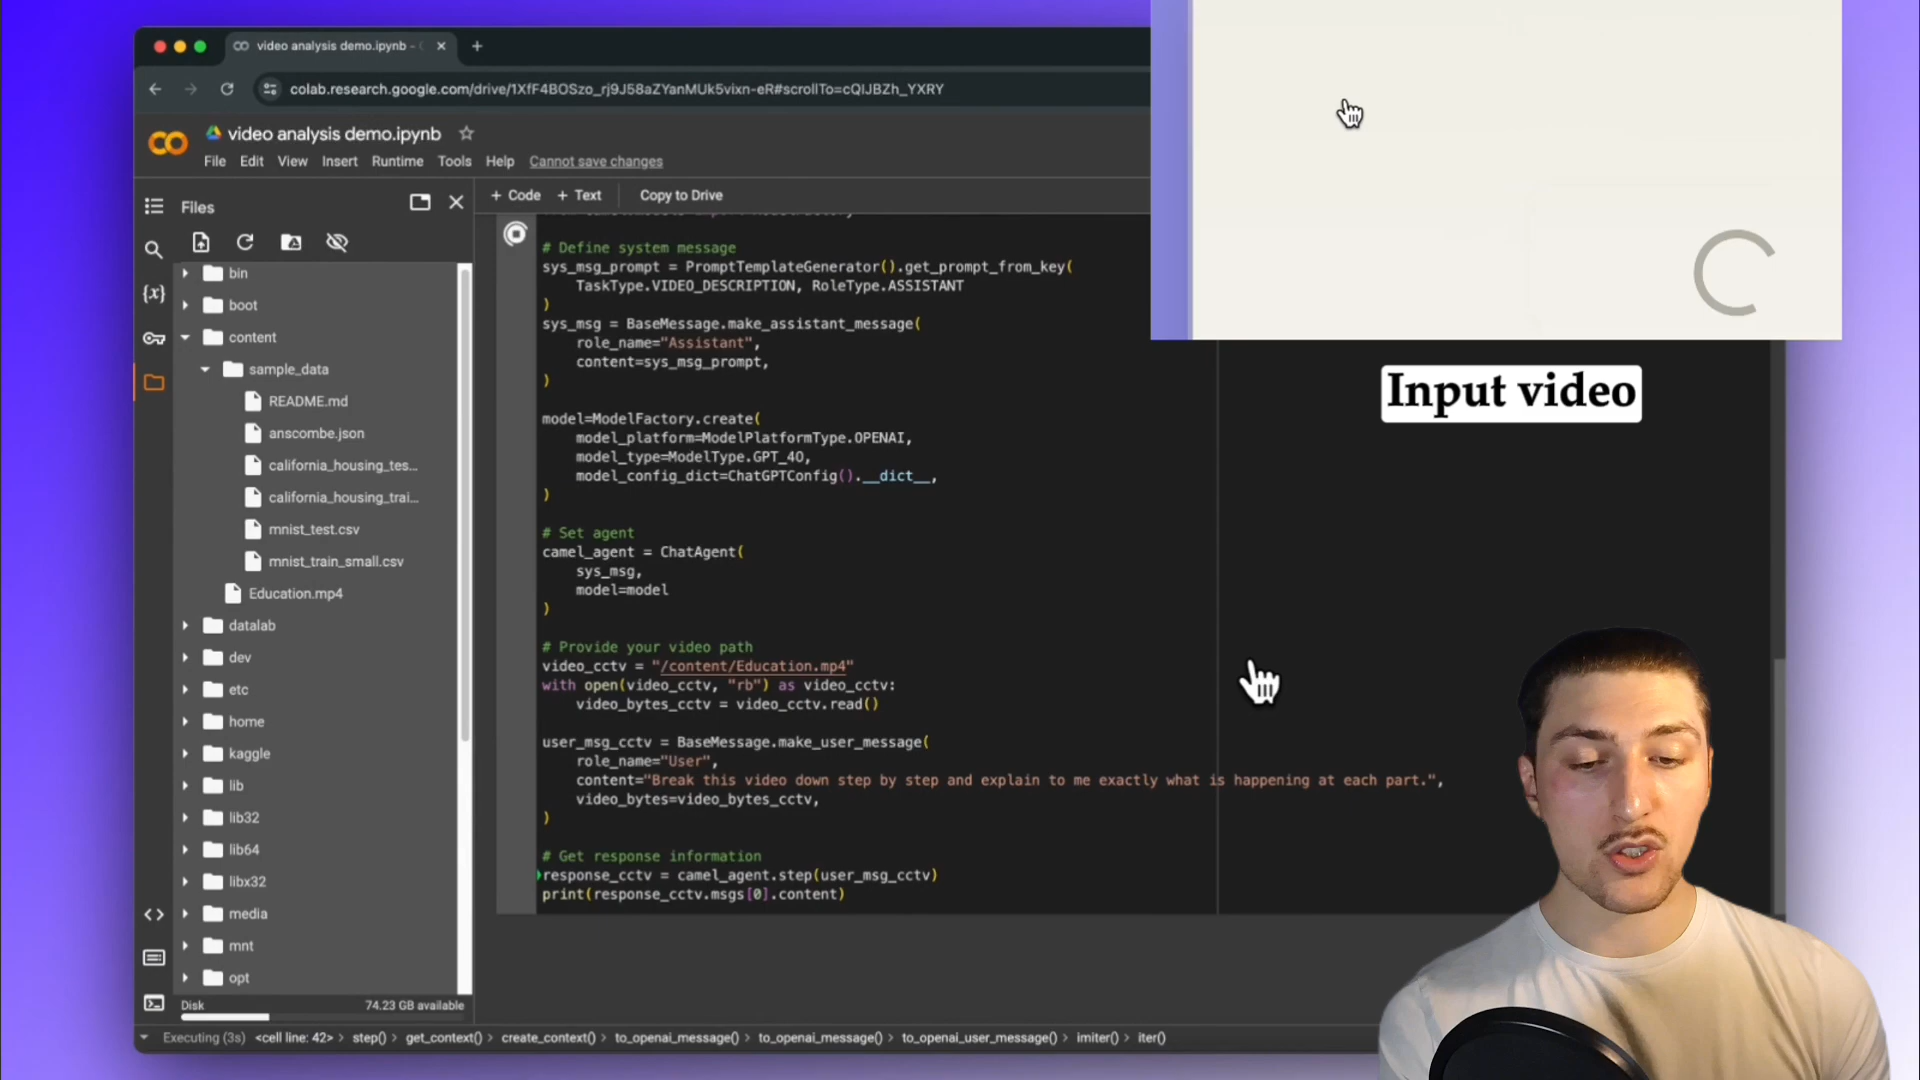 video analysis demo.ipynb -
colab.research.google.com/drive/1XfF4BOSzo_rj9J58aZYanMUk5vixn-eR#scrollTo=cQIJBZh_YXRY
video analysis demo.ipynb
File Edit View Insert Runtime Tools Help Cannot save changes
+ Code + Text Copy to Drive
Files
bin
boot
content
sample_data
README.md
anscombe.json
california_housing_tes...
california_housing_trai...
mnist_test.csv
mnist_train_small.csv
Education.mp4
datalab
dev
etc
home
kaggle
lib
lib32
lib64
libx32
media
mnt
opt
Disk 74.23 GB available
# Define system message
sys_msg_prompt = PromptTemplateGenerator().get_prompt_from_key(
TaskType.VIDEO_DESCRIPTION, RoleType.ASSISTANT
)
sys_msg = BaseMessage.make_assistant_message(
role_name="Assistant",
content=sys_msg_prompt,
)
model=ModelFactory.create(
model_platform=ModelPlatformType.OPENAI,
model_type=ModelType.GPT_4O,
model_config_dict=ChatGPTConfig().__dict__,
)
# Set agent
camel_agent = ChatAgent(
sys_msg,
model=model
)
# Provide your video path
video_cctv = "/content/Education.mp4"
with open(video_cctv, "rb") as video_cctv:
video_bytes_cctv = video_cctv.read()
user_msg_cctv = BaseMessage.make_user_message(
role_name="User",
content="Break this video down step by step and explain to me exactly what is happening at each part.",
video_bytes=video_bytes_cctv,
)
# Get response information
response_cctv = camel_agent.step(user_msg_cctv)
print(response_cctv.msgs[0].content)
Input video
Executing (3s) <cell line: 42> > step() > get_context() > create_context() > to_openai_message() > to_openai_message() > to_openai_user_message() > imiter() > iter()